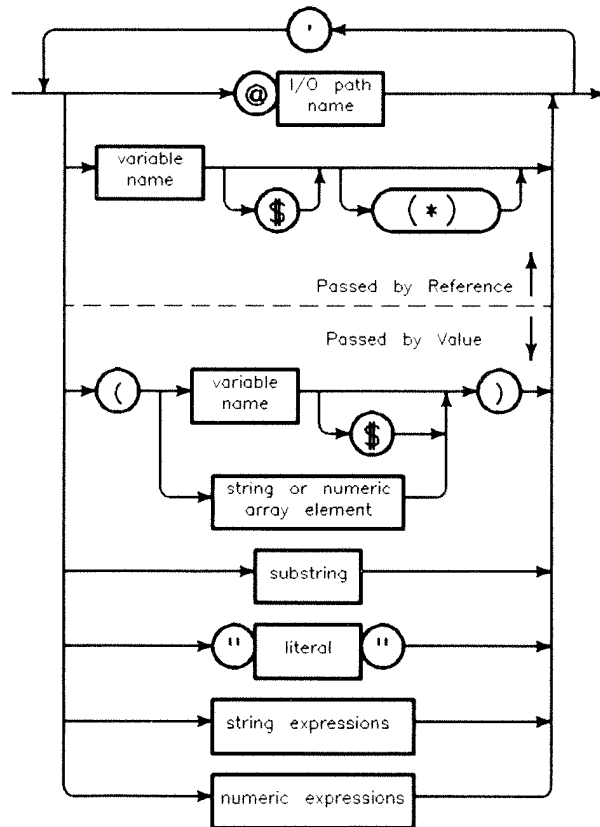 ,
@ I/O path
name
variable
name
$ (*)
Passed by Reference
Passed by Value
( variable
name )
$
string or numeric
array element
substring
" literal "
string expressions
numeric expressions